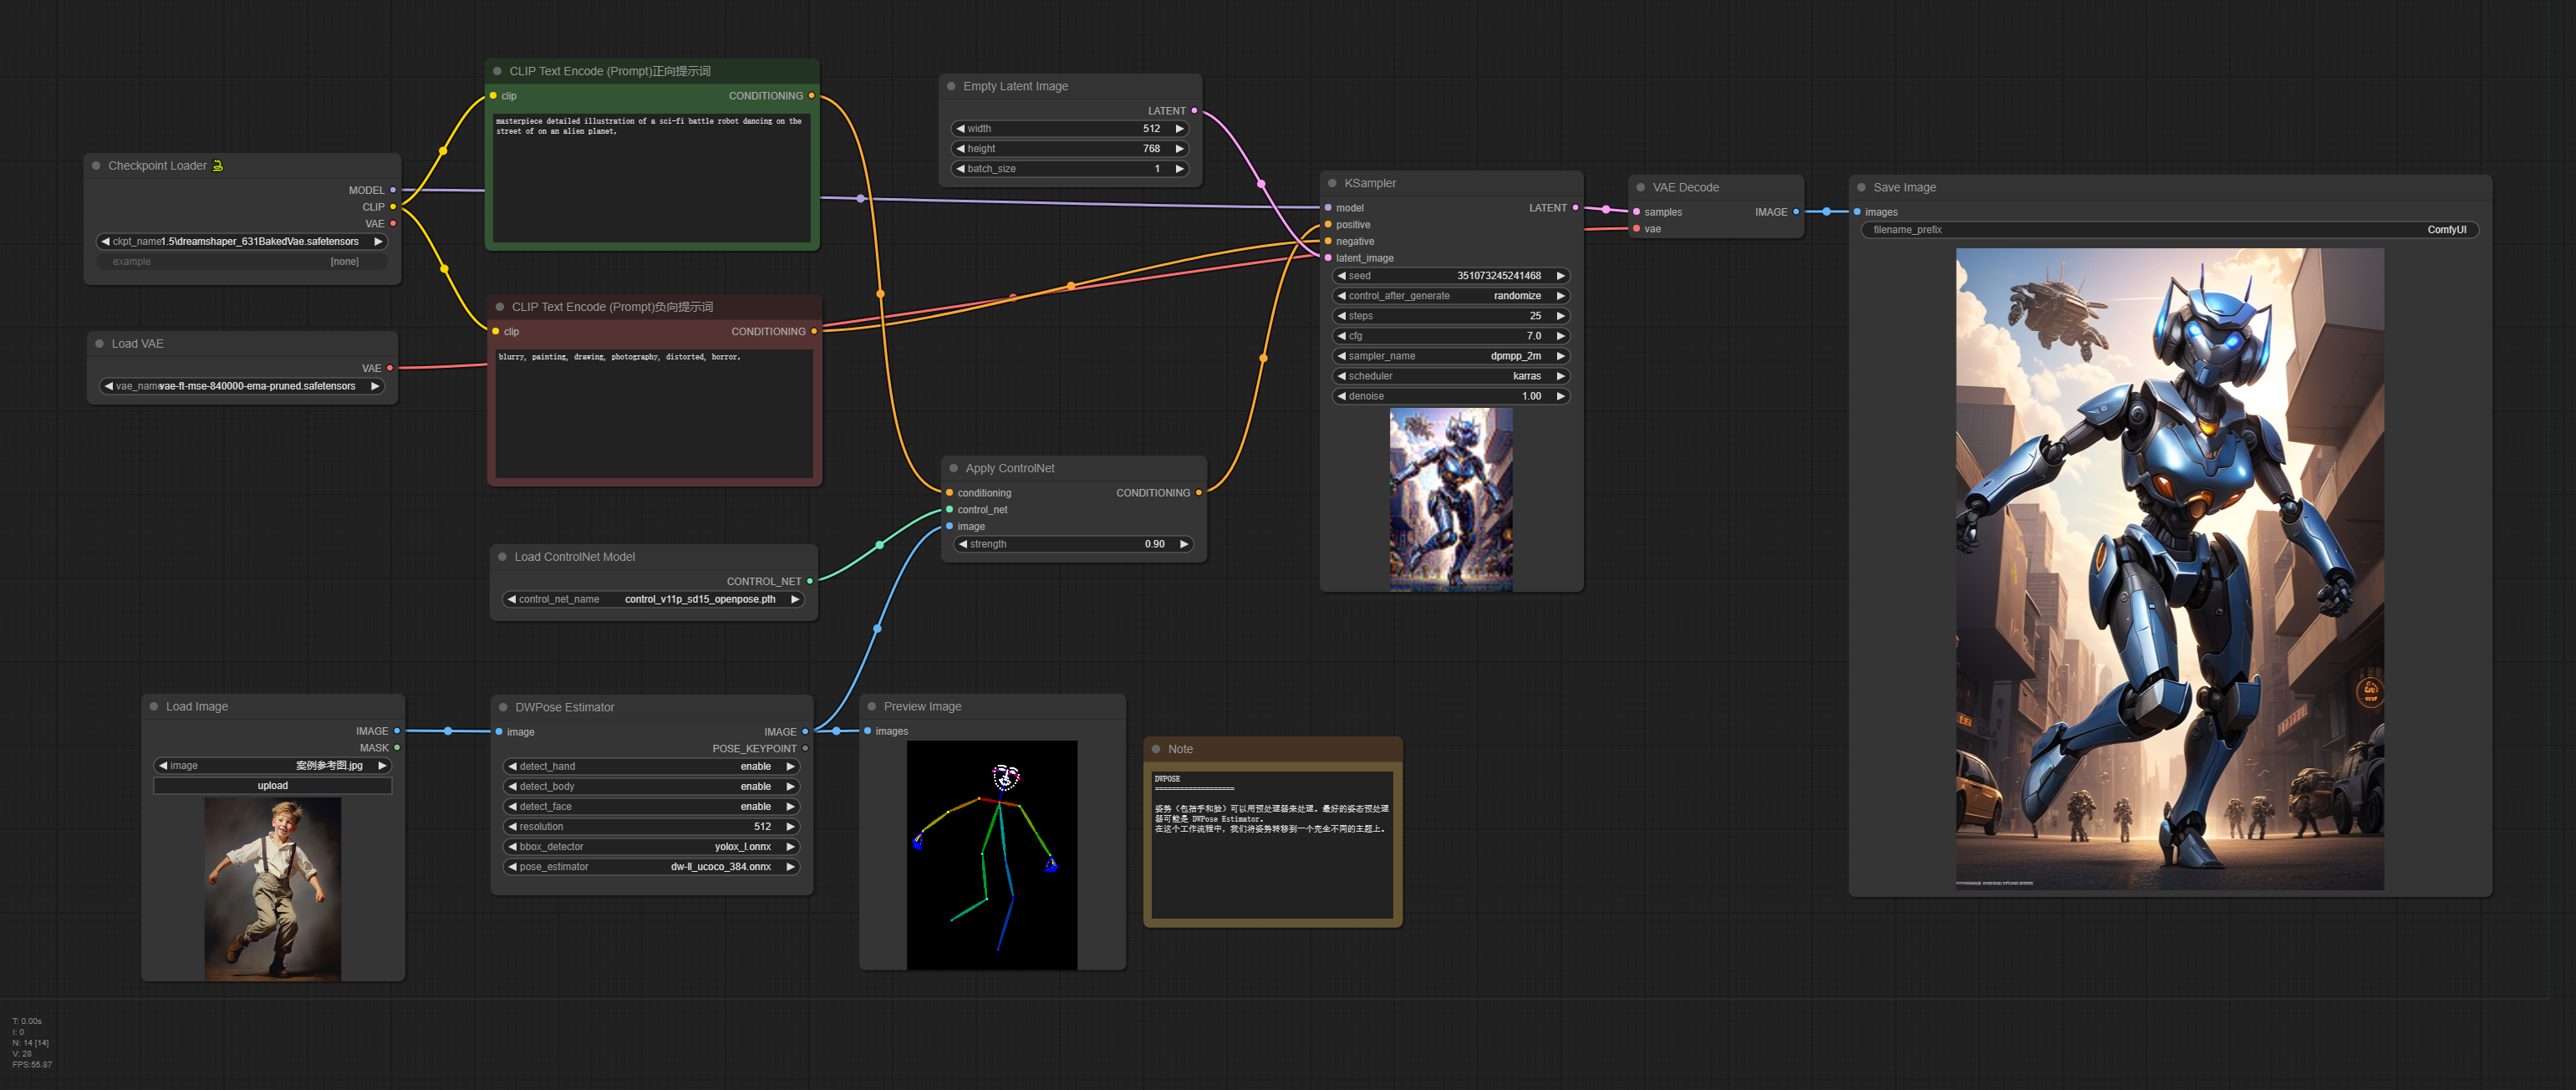 CLIP Text Encode (Prompt)正向提示词
clip
CONDITIONING
masterpiece detailed illustration of a sci-fi battle robot dancing on the
street of on an alien planet,
Empty Latent Image
LATENT
width 512
height 768
batch_size 1
Checkpoint Loader
MODEL
CLIP
VAE
ckpt_name 1.5\dreamshaper_631BakedVae.safetensors
example [none]
KSampler
model LATENT
positive
negative
latent_image
seed 351073245241468
control_after_generate randomize
steps 25
cfg 7.0
sampler_name dpmpp_2m
scheduler karras
denoise 1.00
VAE Decode
samples IMAGE
vae
Save Image
images
filename_prefix ComfyUI
CLIP Text Encode (Prompt)负向提示词
clip CONDITIONING
blurry, painting, drawing, photography, distorted, horror,
Load VAE
VAE
vae_name vae-ft-mse-840000-ema-pruned.safetensors
Apply ControlNet
conditioning CONDITIONING
control_net
image
strength 0.90
Load ControlNet Model
CONTROL_NET
control_net_name control_v11p_sd15_openpose.pth
Load Image
IMAGE
MASK
image 案例参考图.jpg
upload
DWPose Estimator
image IMAGE
POSE_KEYPOINT
detect_hand enable
detect_body enable
detect_face enable
resolution 512
bbox_detector yolox_l.onnx
pose_estimator dw-ll_ucoco_384.onnx
Preview Image
images
Note
DWPOSE
===================
姿势（包括手和脸）可以用预处理器来处理。最好的姿态预处理
器可能是 DWPose Estimator。
在这个工作流程中，我们将姿势转移到一个完全不同的主题上。
T: 0.00s
I: 0
N: 14 [14]
V: 28
FPS:55.87